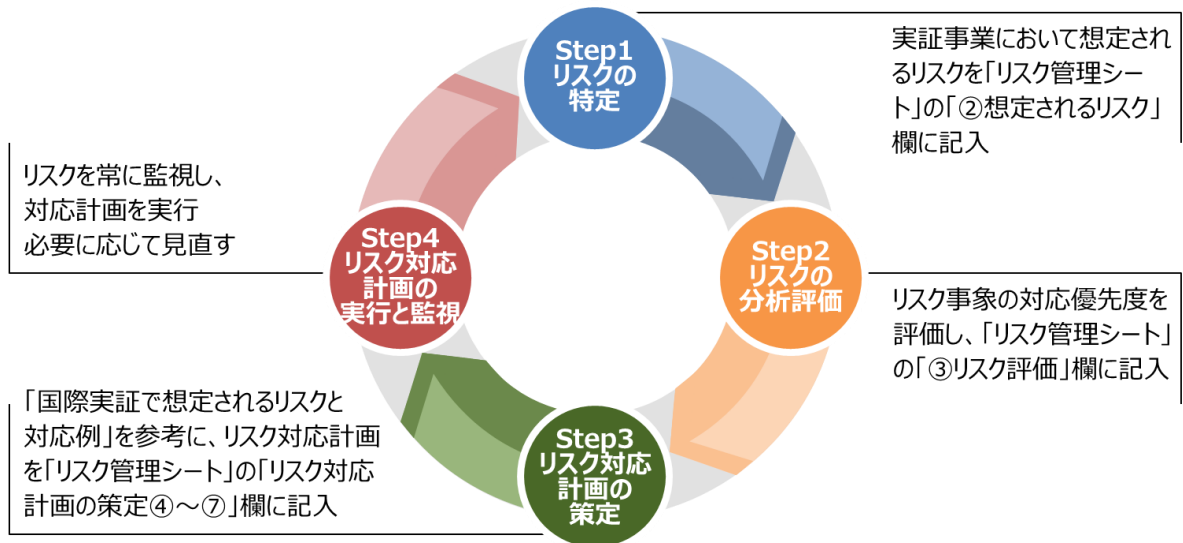 Step1
リスクの
特定
実証事業において想定され
るリスクを「リスク管理シー
ト」の「②想定されるリスク」
欄に記入
Step2
リスクの
分析評価
リスク事象の対応優先度を
評価し、「リスク管理シート」
の「③リスク評価」欄に記入
Step3
リスク対応
計画の
策定
「国際実証で想定されるリスクと
対応例」を参考に、リスク対応計画
を「リスク管理シート」の「リスク対応
計画の策定④～⑦」欄に記入
Step4
リスク対応
計画の
実行と監視
リスクを常に監視し、
対応計画を実行
必要に応じて見直す